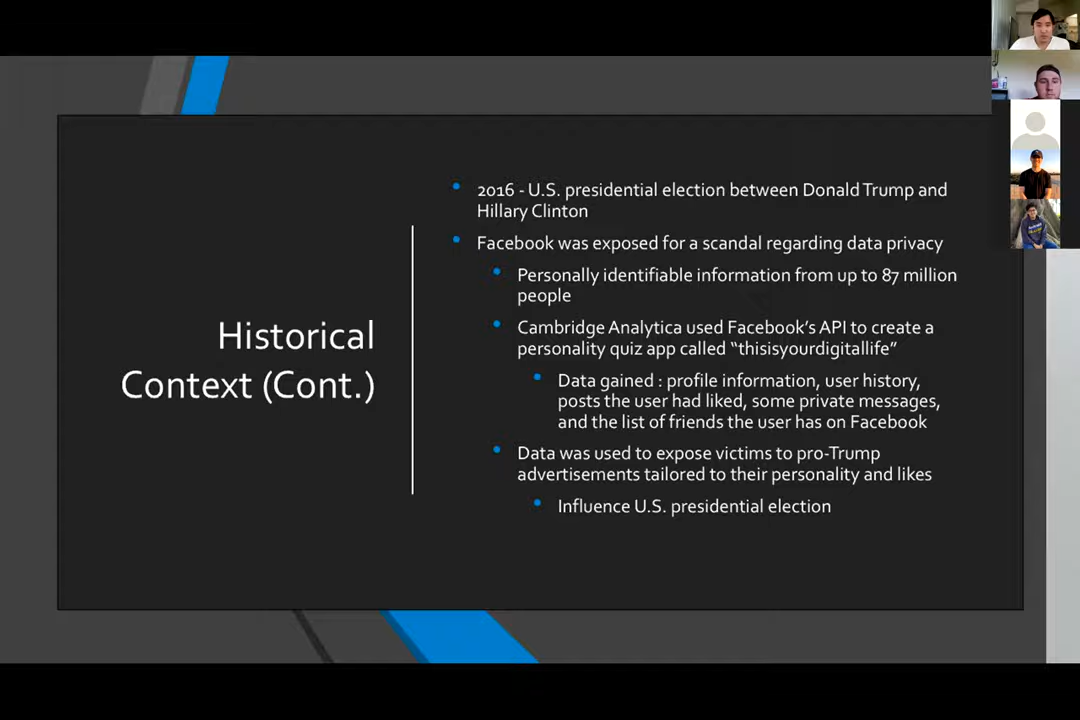 Historical
Context (Cont.)
2016 - U.S. presidential election between Donald Trump and
Hillary Clinton
Facebook was exposed for a scandal regarding data privacy
Personally identifiable information from up to 87 million
people
Cambridge Analytica used Facebook's API to create a
personality quiz app called “thisisyourdigitallife”
Data gained : profile information, user history,
posts the user had liked, some private messages,
and the list of friends the user has on Facebook
Data was used to expose victims to pro-Trump
advertisements tailored to their personality and likes
Influence U.S. presidential election